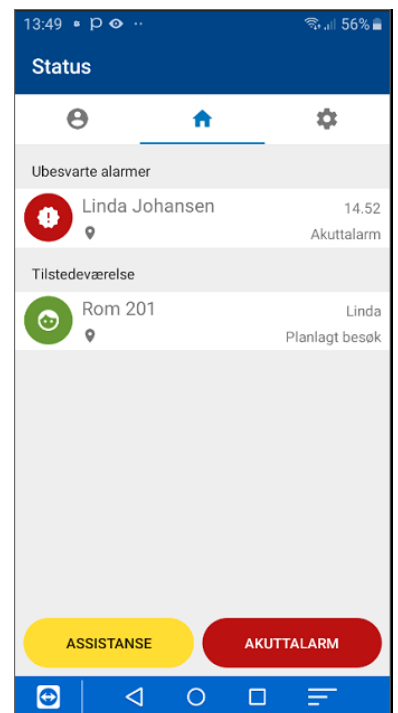 13:49 56%
Status
Ubesvarte alarmer
Linda Johansen 14.52
Akuttalarm
Tilstedeværelse
Rom 201 Linda
Planlagt besøk
ASSISTANSE AKUTTALARM